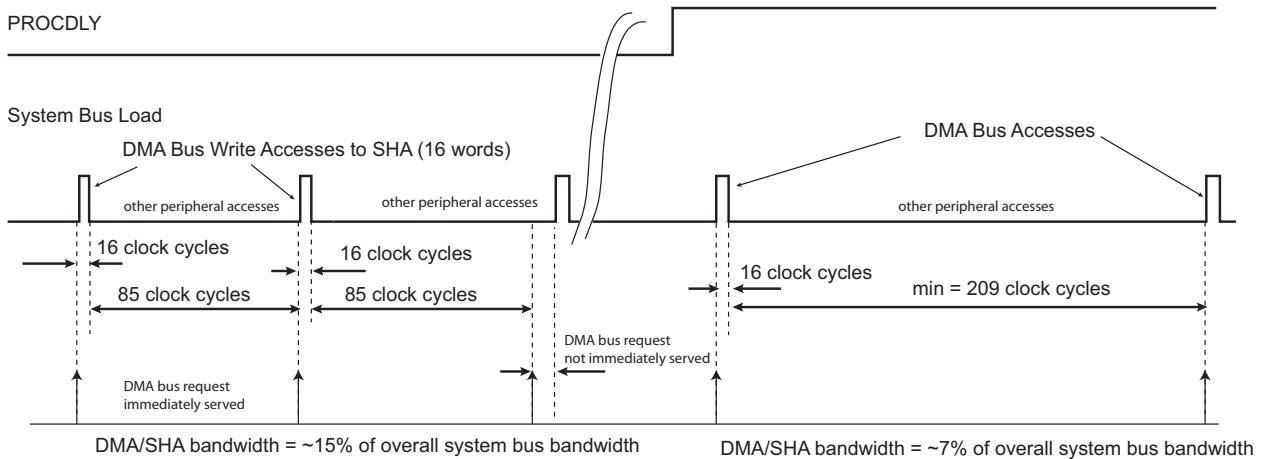 PROCDLY
System Bus Load
DMA Bus Write Accesses to SHA (16 words)
DMA Bus Accesses
other peripheral accesses
other peripheral accesses
other peripheral accesses
16 clock cycles
16 clock cycles
16 clock cycles
85 clock cycles
85 clock cycles
min = 209 clock cycles
DMA bus request
not immediately served
DMA bus request
immediately served
DMA/SHA bandwidth = ~15% of overall system bus bandwidth
DMA/SHA bandwidth = ~7% of overall system bus bandwidth